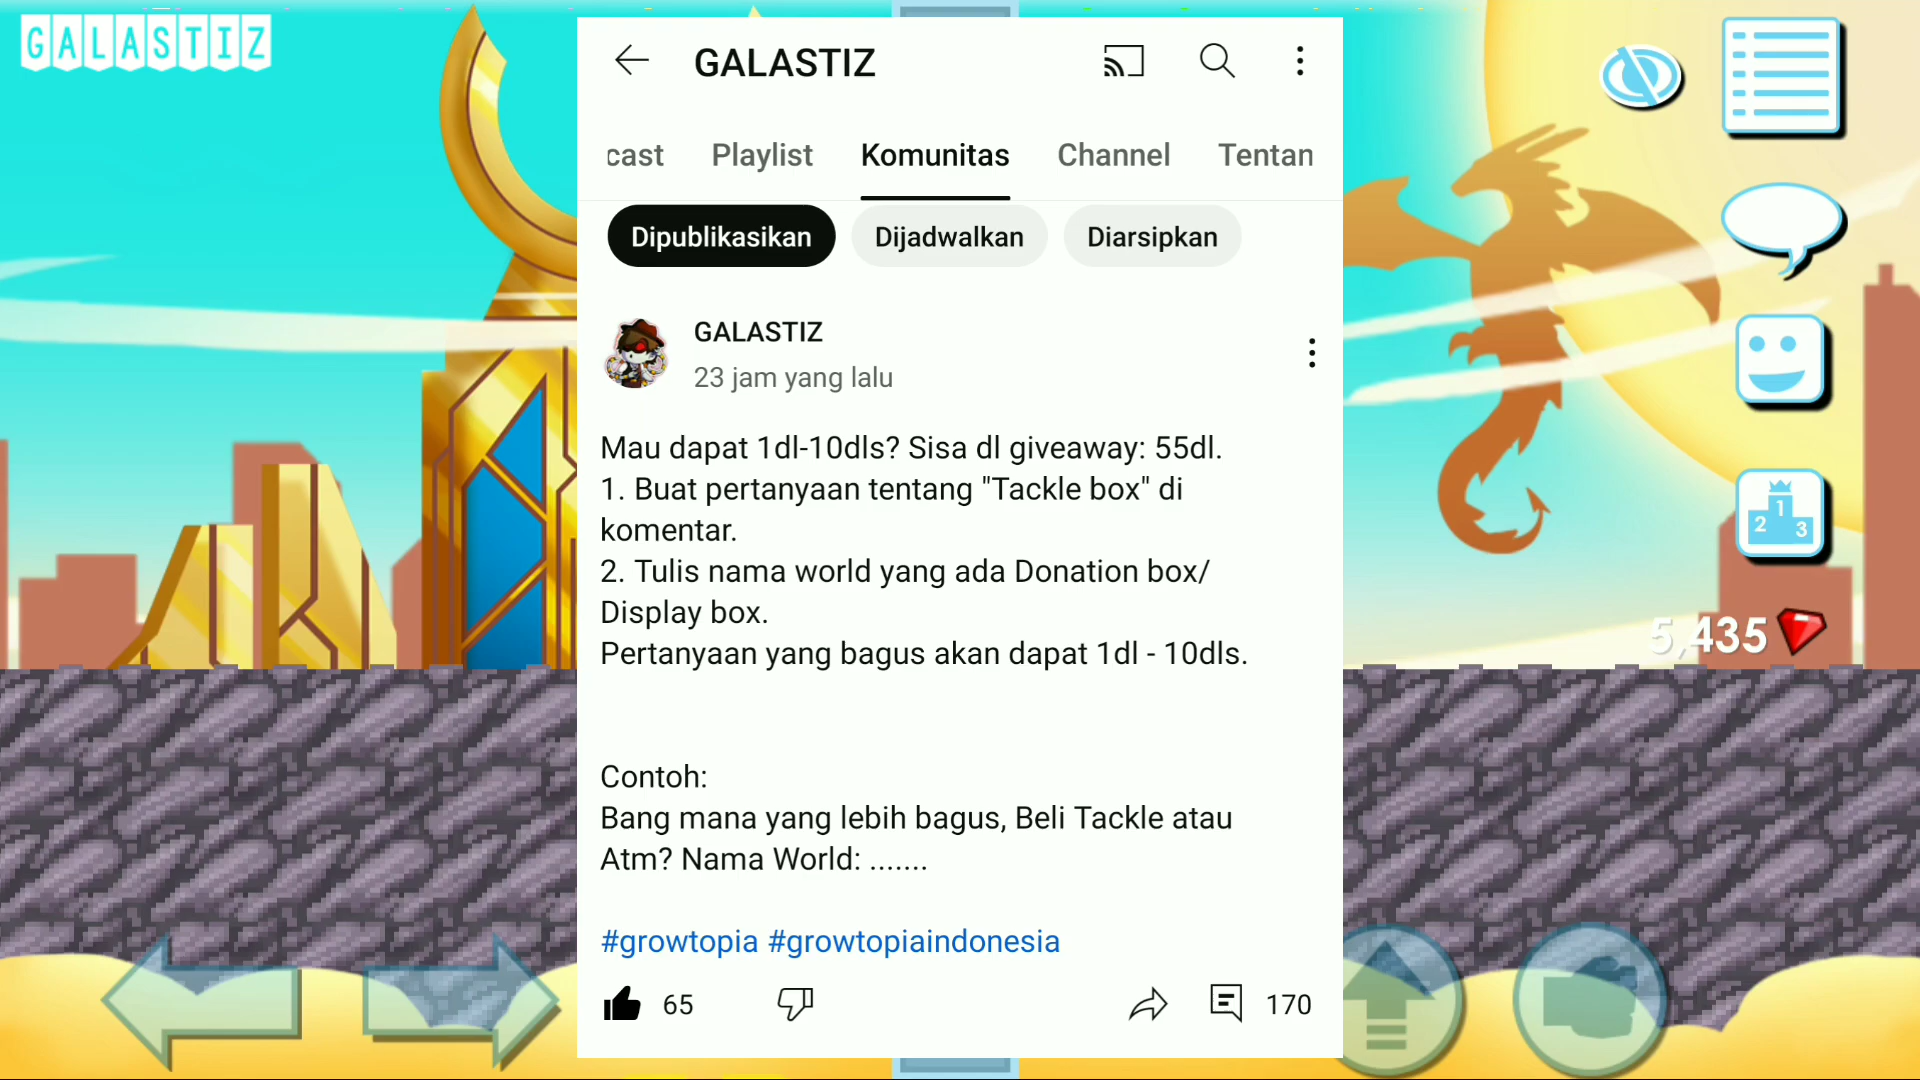 GALASTIZ
GALASTIZ
cast Playlist Komunitas Channel Tentan
Dipublikasikan Dijadwalkan Diarsipkan
GALASTIZ
23 jam yang lalu
Mau dapat 1dl-10dls? Sisa dl giveaway: 55dl.
1. Buat pertanyaan tentang "Tackle box" di
komentar.
2. Tulis nama world yang ada Donation box/
Display box.
Pertanyaan yang bagus akan dapat 1dl - 10dls.
Contoh:
Bang mana yang lebih bagus, Beli Tackle atau
Atm? Nama World: .......
#growtopia #growtopiaindonesia
65 170
1
2 3
5,435